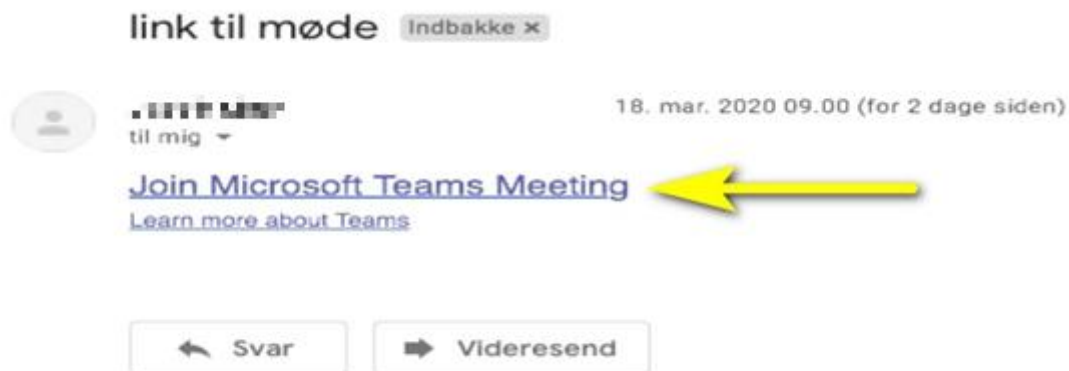 link til møde Indbakke ×
18. mar. 2020 09.00 (for 2 dage siden)
til mig
Join Microsoft Teams Meeting
Learn more about Teams
Svar Videresend